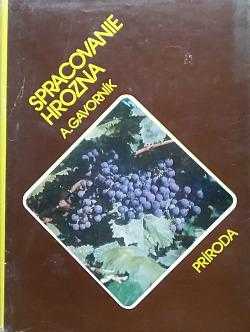 SPRACOVANIE
HROZNA
A. GAVORNÍK
PRÍRODA